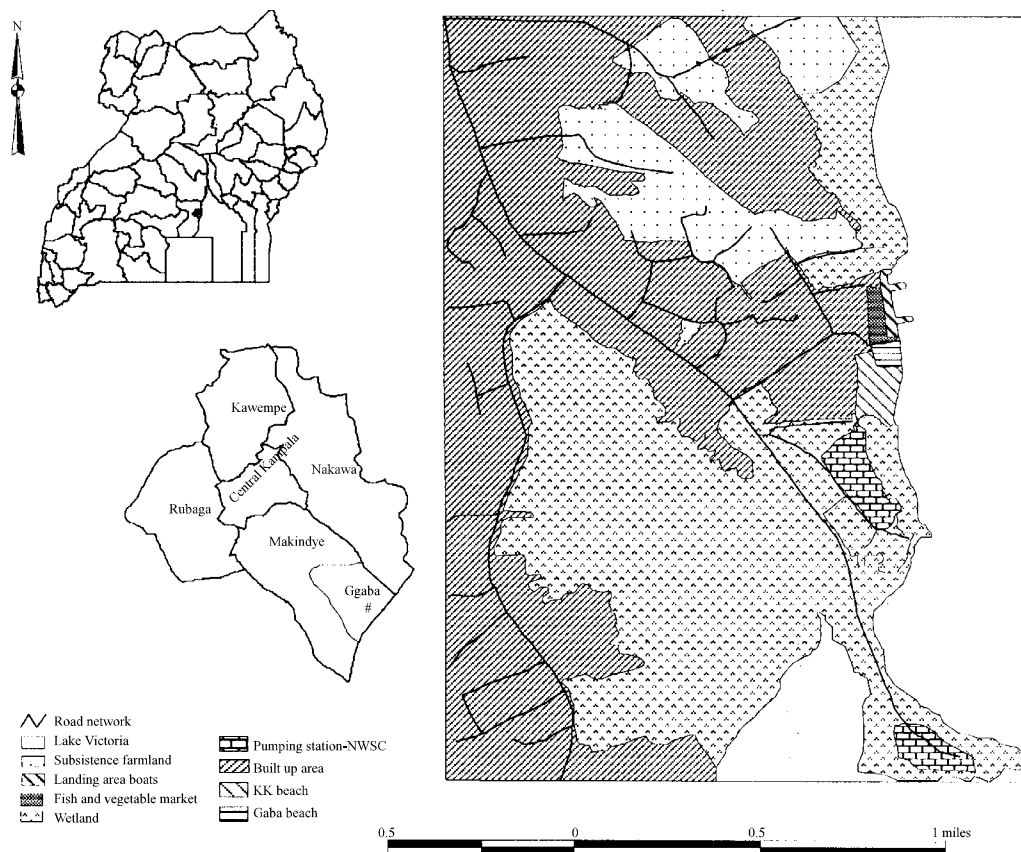 N
Kawempe
Central Kampala
Nakawa
Rubaga
Makindye
Ggaba
#
Road network
Lake Victoria
Subsistence farmland
Landing area boats
Fish and vegetable market
Wetland
Pumping station-NWSC
Built up area
KK beach
Gaba beach
0.5 0 0.5 1 miles